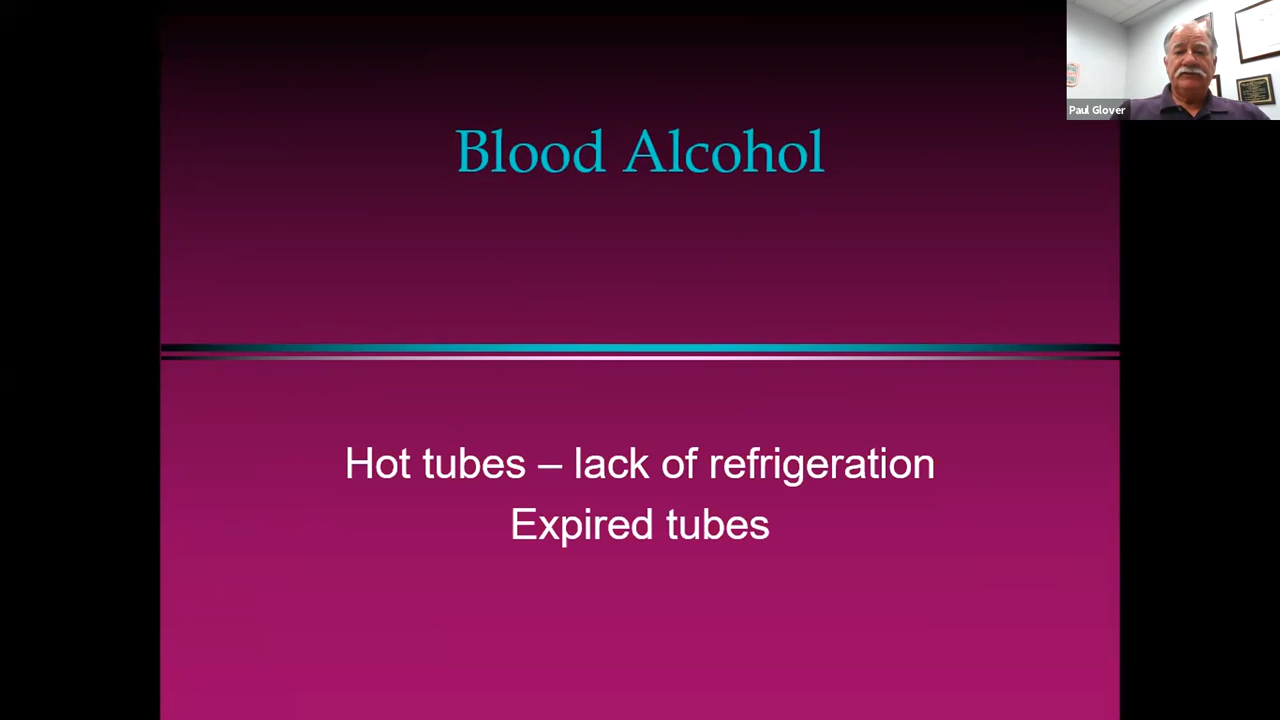 Blood Alcohol
Paul Glover
Hot tubes – lack of refrigeration
Expired tubes